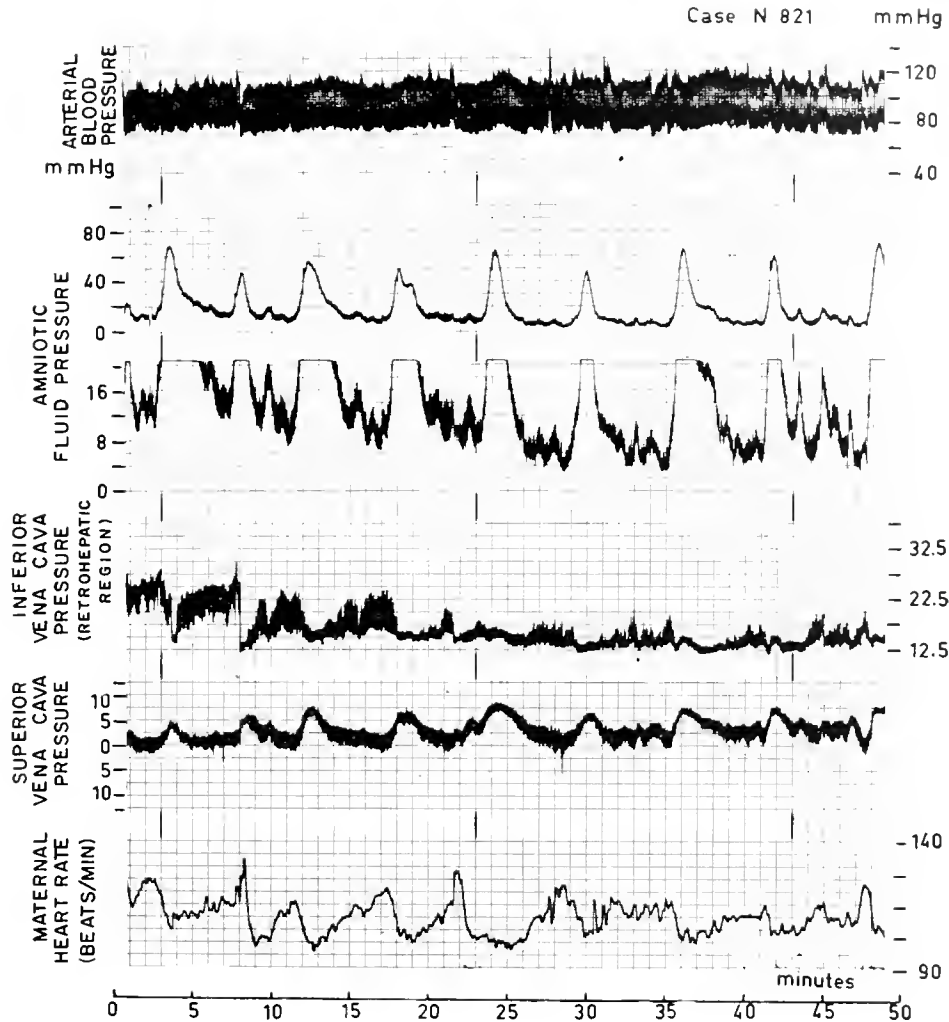 Case N 821 mmHg
ARTERIAL
BLOOD
PRESSURE
120
80
40
mmHg
80
40
0
AMNIOTIC
FLUID PRESSURE
16
8
0
INFERIOR
VENA CAVA
PRESSURE
(RETROHEPATIC
REGION)
32.5
22.5
12.5
SUPERIOR
VENA CAVA
PRESSSURE
10
5
0
5
10
MATERNAL
HEART RATE
(BEATS/MIN)
140
90
minutes
0 5 10 15 20 25 30 35 40 45 50